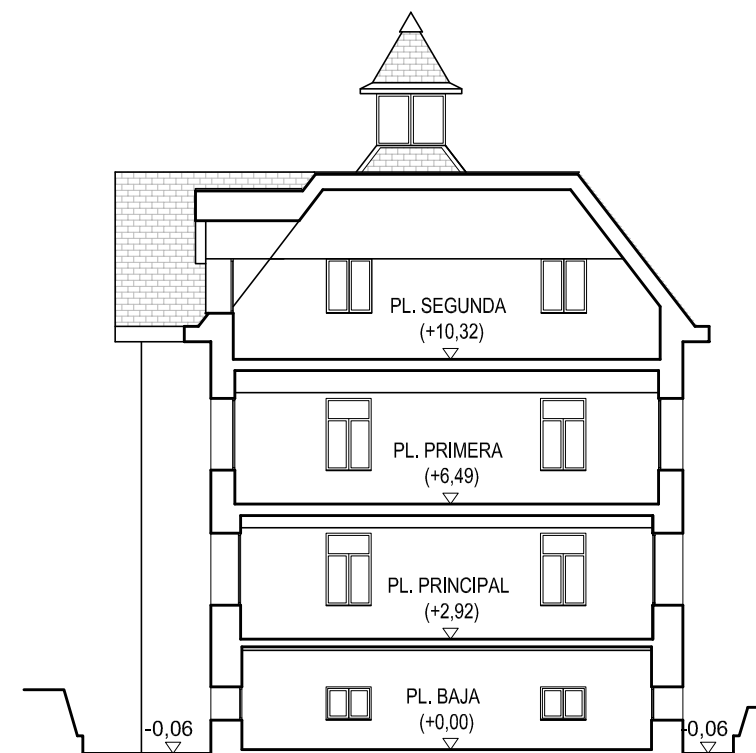 PL. SEGUNDA
(+10,32)
PL. PRIMERA
(+6,49)
PL. PRINCIPAL
(+2,92)
PL. BAJA
(+0,00)
-0,06
-0,06